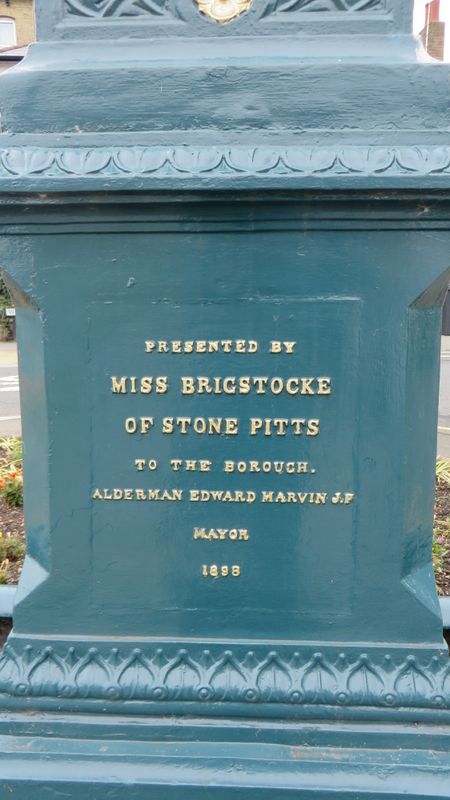 PRESENTED BY
MISS BRIGSTOCKE
OF STONE PITTS
TO THE BOROUGH.
ALDERMAN EDWARD MARVIN J.P
MAYOR
1898